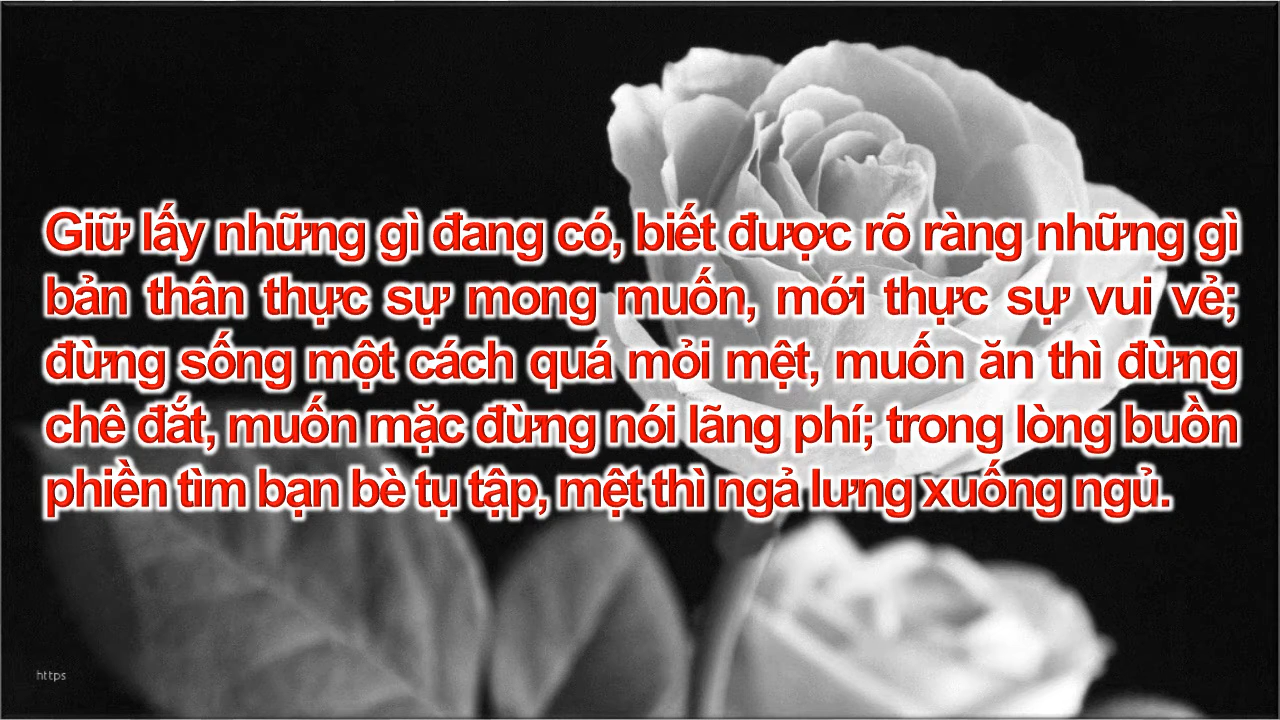 Giữ lấy những gì đang có, biết được rõ ràng những gì
bản thân thực sự mong muốn, mới thực sự vui vẻ;
đừng sống một cách quá mỏi mệt, muốn ăn thì đừng
chê đắt, muốn mặc đừng nói lãng phí; trong lòng buồn
phiền tìm bạn bè tụ tập, mệt thì ngả lưng xuống ngủ.
https